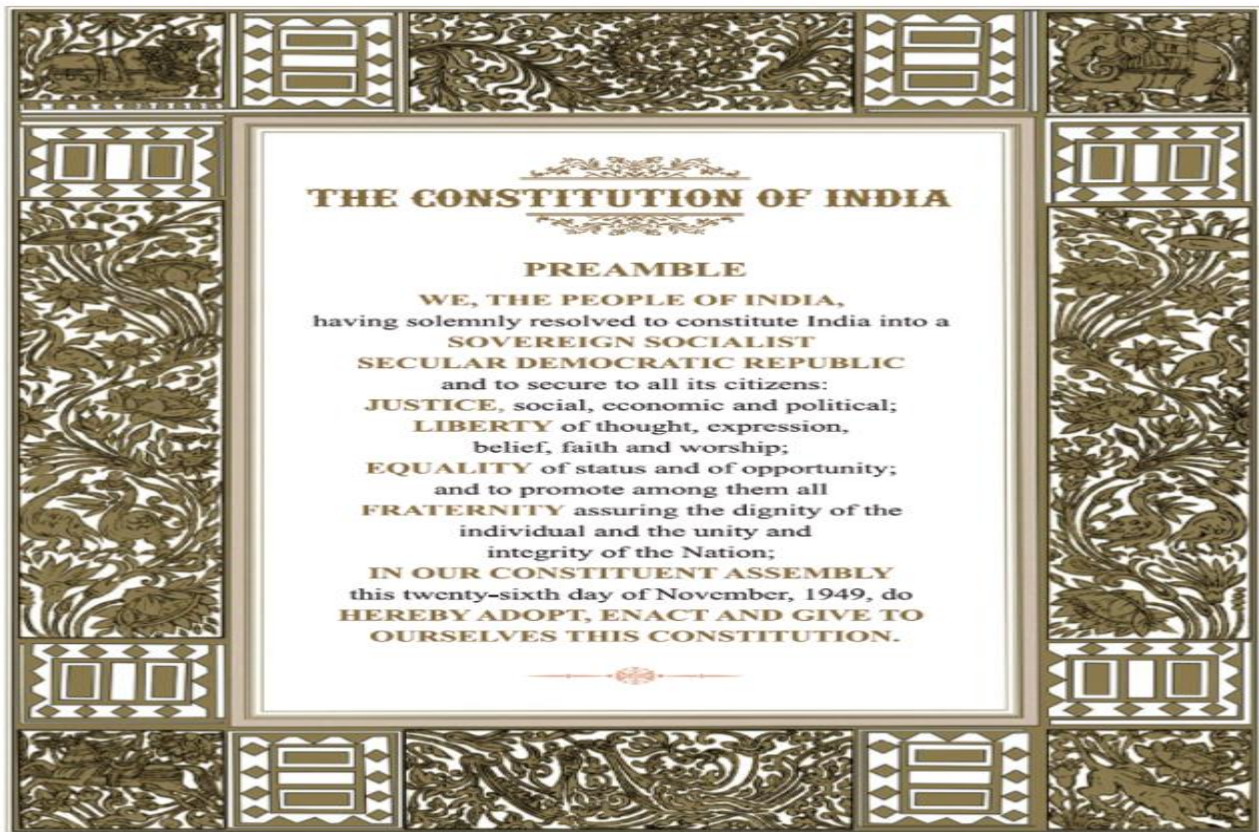 THE CONSTITUTION OF INDIA
PREAMBLE
WE, THE PEOPLE OF INDIA,
having solemnly resolved to constitute India into a
SOVEREIGN SOCIALIST
SECULAR DEMOCRATIC REPUBLIC
and to secure to all its citizens:
JUSTICE, social, economic and political;
LIBERTY of thought, expression,
belief, faith and worship;
EQUALITY of status and of opportunity;
and to promote among them all
FRATERNITY assuring the dignity of the
individual and the unity and
integrity of the Nation;
IN OUR CONSTITUENT ASSEMBLY
this twenty-sixth day of November, 1949, do
HEREBY ADOPT, ENACT AND GIVE TO
OURSELVES THIS CONSTITUTION.